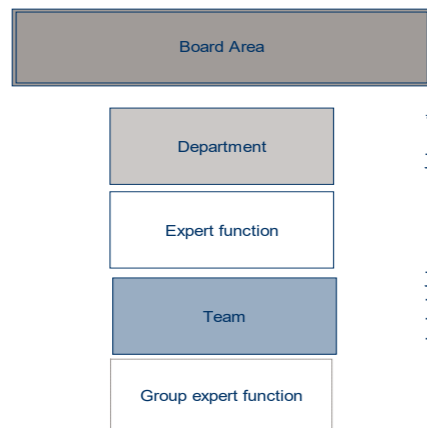 Board Area
Department
Expert function
Team
Group expert function